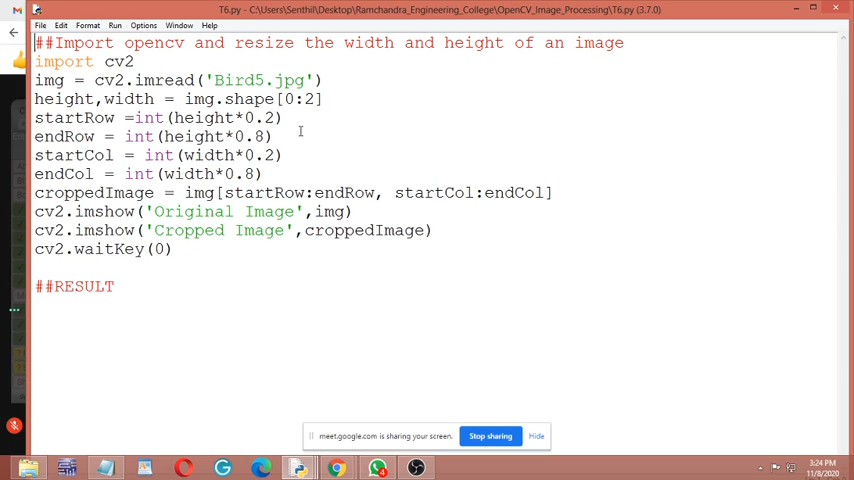 T6.py - C:\Users\Senthil\Desktop\Ramchandra_Engineering_College\OpenCV_Image_Processing\T6.py (3.7.0)
File Edit Format Run Options Window Help
##Import opencv and resize the width and height of an image
import cv2
img = cv2.imread('Bird5.jpg')
height,width = img.shape[0:2]
startRow =int(height*0.2)
endRow = int(height*0.8)
startCol = int(width*0.2)
endCol = int(width*0.8)
croppedImage = img[startRow:endRow, startCol:endCol]
cv2.imshow('Original Image',img)
cv2.imshow('Cropped Image',croppedImage)
cv2.waitKey(0)
##RESULT
meet.google.com is sharing your screen. Stop sharing Hide
4
3:24 PM
11/8/2020